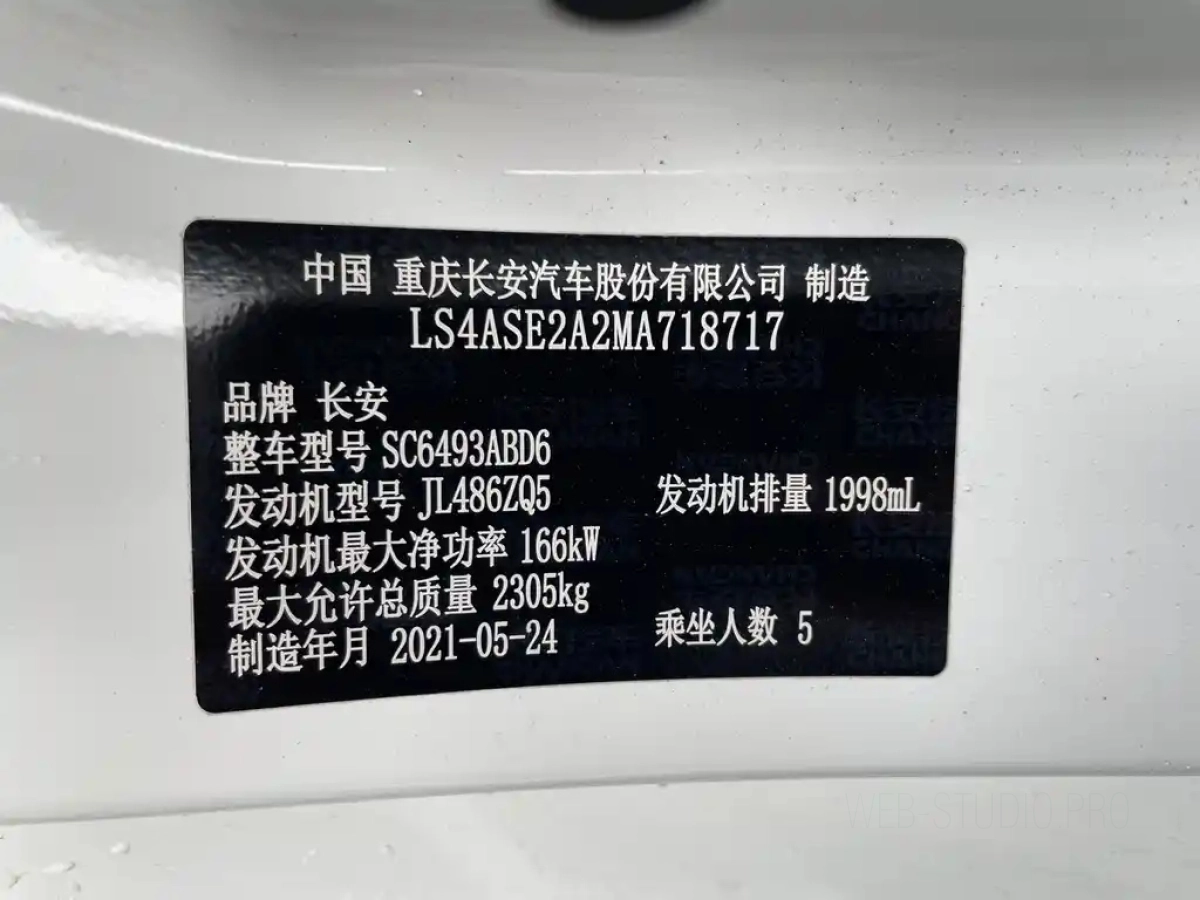 中国 重庆长安汽车股份有限公司 制造
LS4ASE2A2MA718717
品牌 长安
整车型号 SC6493ABD6
发动机型号 JL486ZQ5 发动机排量 1998mL
发动机最大净功率 166kW
最大允许总质量 2305kg
制造年月 2021-05-24 乘坐人数 5
WEB-STUDIO.PRO